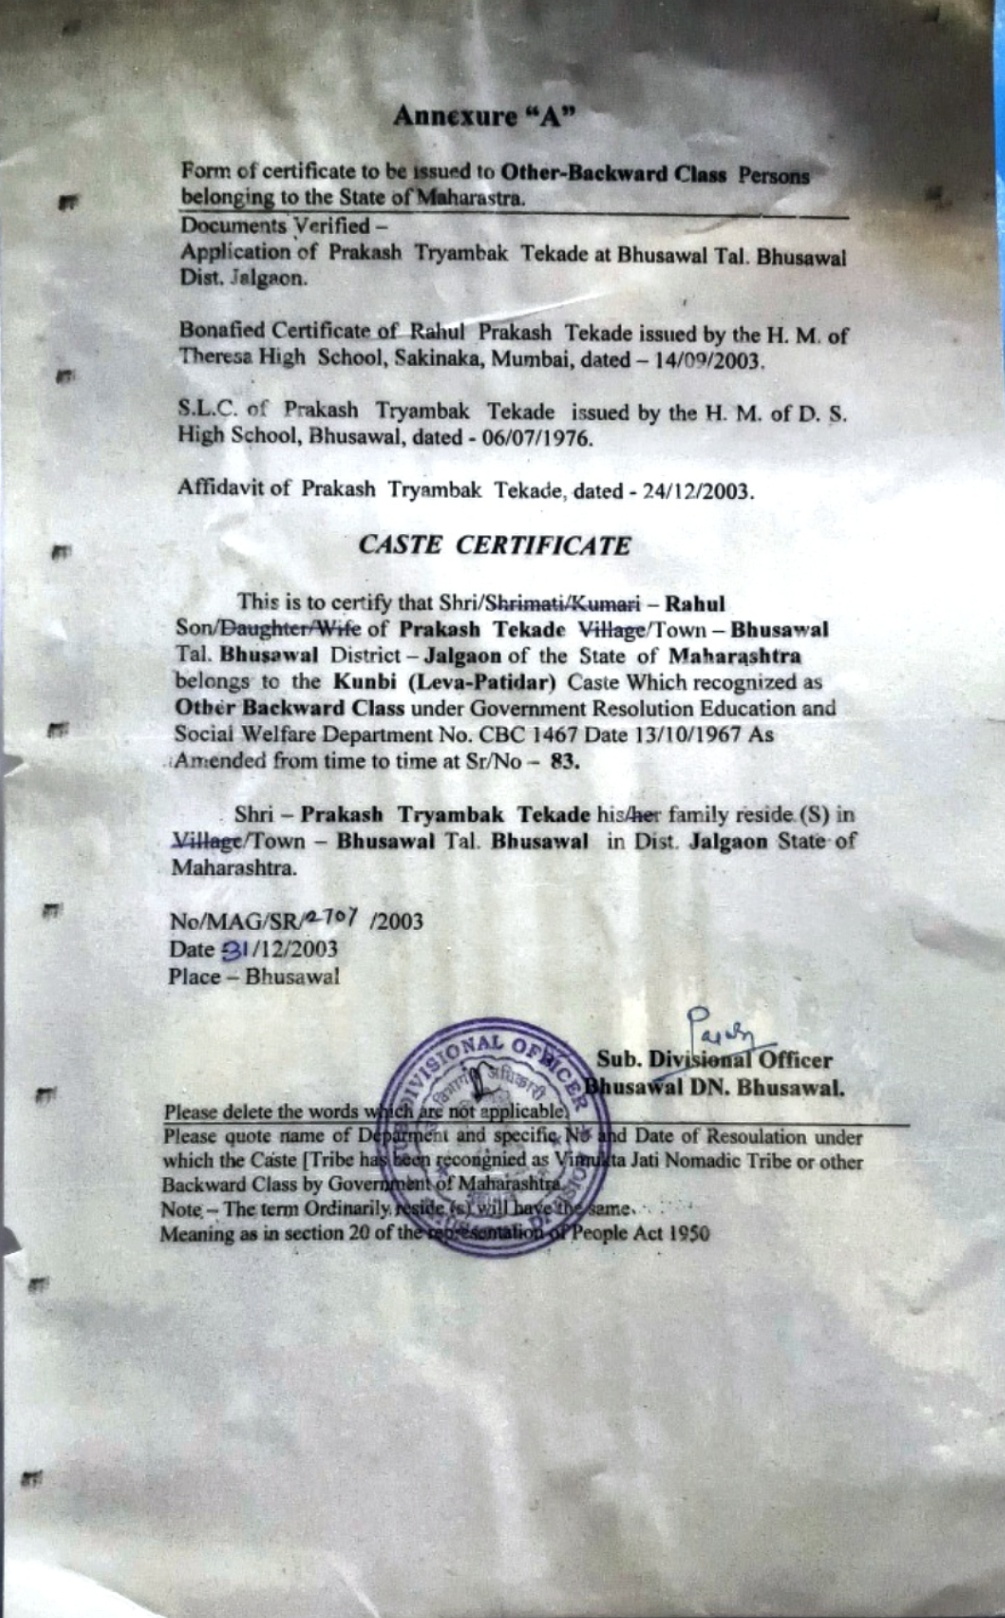 Annexure “A”
Form of certificate to be issued to Other-Backward Class Persons
belonging to the State of Maharastra.
Documents Verified –
Application of Prakash Tryambak Tekade at Bhusawal Tal. Bhusawal
Dist. Jalgaon.
Bonafied Certificate of Rahul Prakash Tekade issued by the H. M. of
Theresa High School, Sakinaka, Mumbai, dated – 14/09/2003.
S.L.C. of Prakash Tryambak Tekade issued by the H. M. of D. S.
High School, Bhusawal, dated - 06/07/1976.
Affidavit of Prakash Tryambak Tekade, dated - 24/12/2003.
CASTE CERTIFICATE
This is to certify that Shri/Shrimati/Kumari – Rahul
Son/Daughter/Wife of Prakash Tekade Village/Town – Bhusawal
Tal. Bhusawal District – Jalgaon of the State of Maharashtra
belongs to the Kunbi (Leva-Patidar) Caste Which recognized as
Other Backward Class under Government Resolution Education and
Social Welfare Department No. CBC 1467 Date 13/10/1967 As
Amended from time to time at Sr/No – 83.
Shri – Prakash Tryambak Tekade his/her family reside (S) in
Village/Town – Bhusawal Tal. Bhusawal in Dist. Jalgaon State of
Maharashtra.
No/MAG/SR/2707 /2003
Date 31/12/2003
Place – Bhusawal
SUB DIVISIONAL OFFICER
अधिकारी
Sub. Divisional Officer
Bhusawal DN. Bhusawal.
Please delete the words which are not applicable)
Please quote name of Deparment and specific No and Date of Resoulation under
which the Caste [Tribe has been recongnied as Vimukta Jati Nomadic Tribe or other
Backward Class by Government of Maharashtra.
Note – The term Ordinarily reside (s) will have the same.
Meaning as in section 20 of the representation of People Act 1950